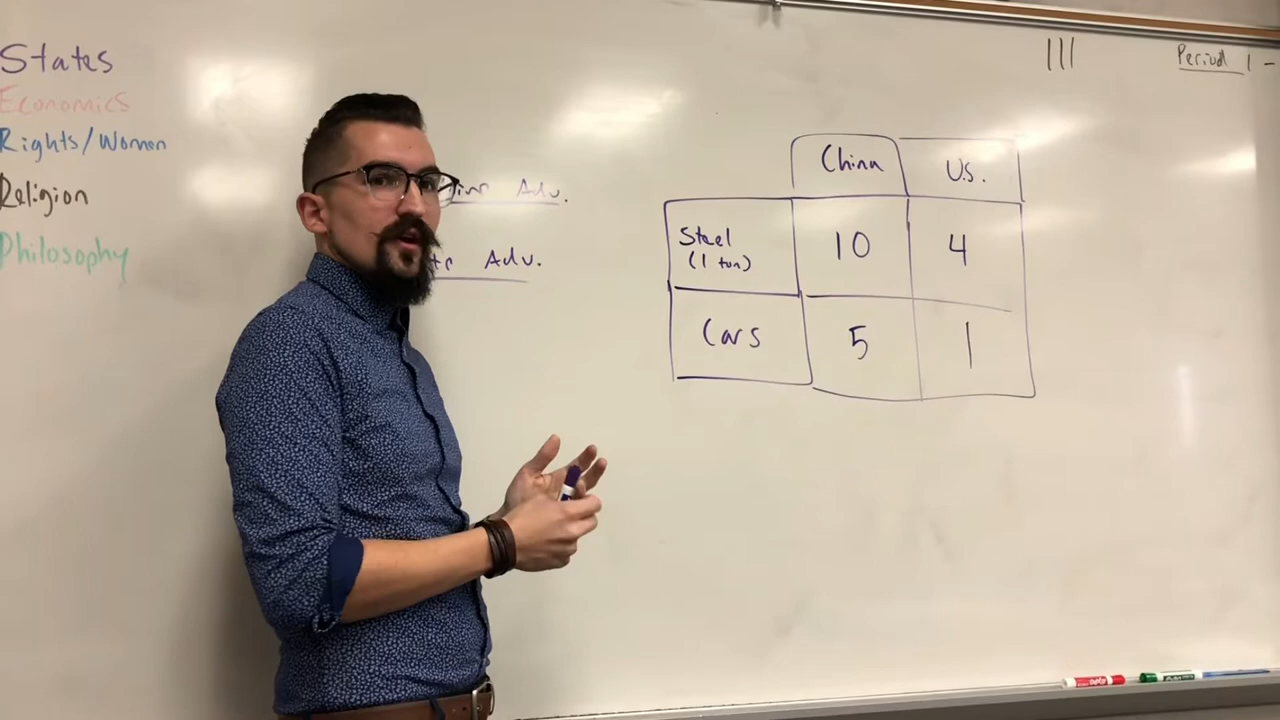 States
Economics
Rights/Women
Religion
Philosophy
Adv.
Adv.
China U.S.
Steel 10 4
(1 ton)
Cars 5 1
III
Period 1 -
expo